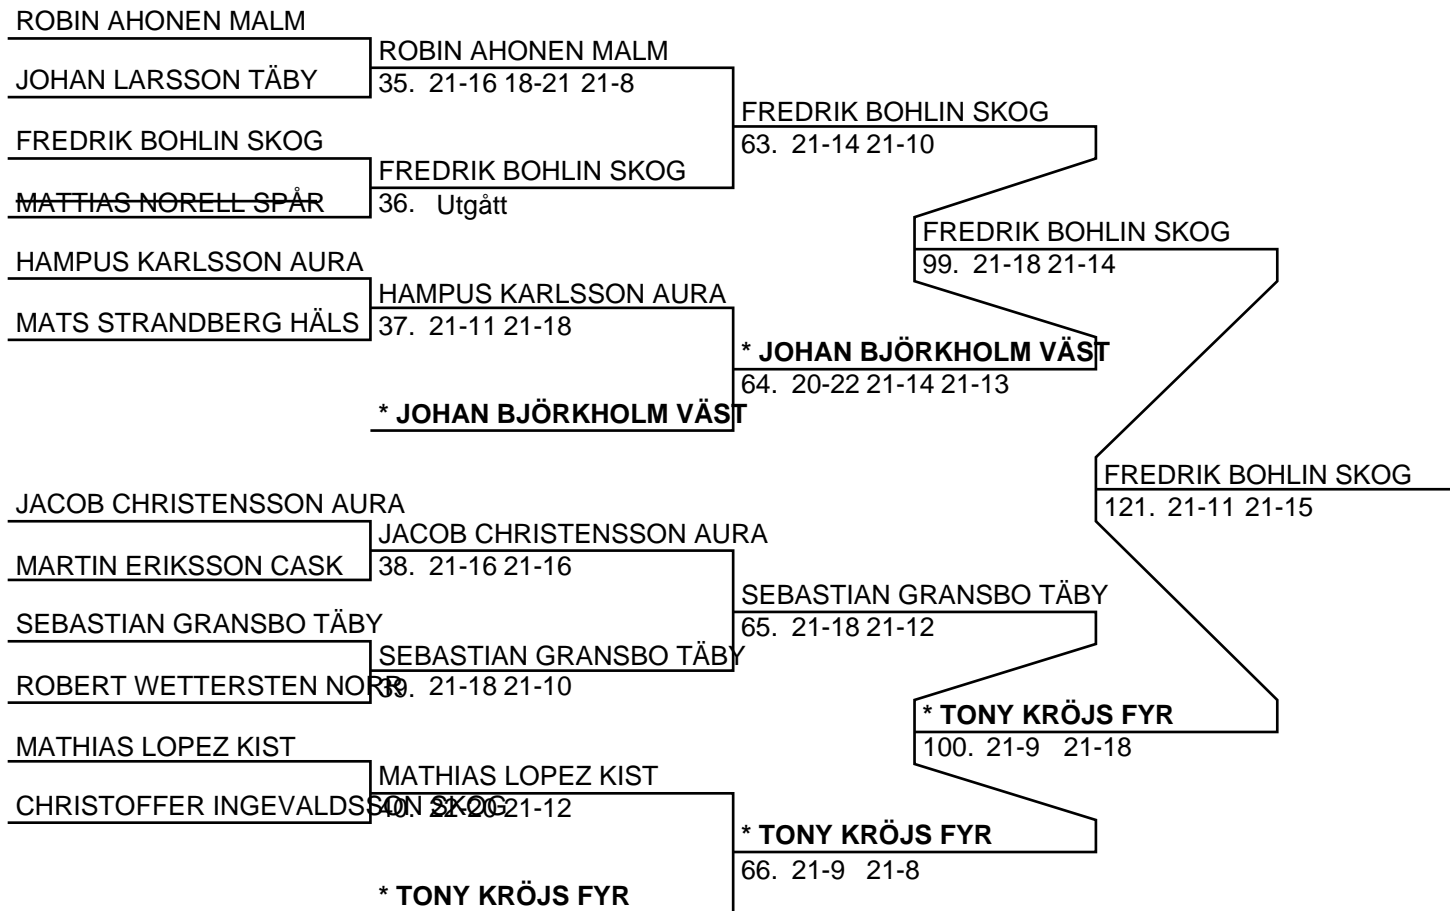 ROBIN AHONEN MALM
JOHAN LARSSON TÄBY
FREDRIK BOHLIN SKOG
MATTIAS NORELL SPÅR
HAMPUS KARLSSON AURA
MATS STRANDBERG HÄLS
JACOB CHRISTENSSON AURA
MARTIN ERIKSSON CASK
SEBASTIAN GRANSBO TÄBY
ROBERT WETTERSTEN NORR
MATHIAS LOPEZ KIST
CHRISTOFFER INGEVALDSSON SKOG
ROBIN AHONEN MALM
35. 21-16 18-21 21-8
FREDRIK BOHLIN SKOG
36. Utgått
HAMPUS KARLSSON AURA
37. 21-11 21-18
* JOHAN BJÖRKHOLM VÄST
JACOB CHRISTENSSON AURA
38. 21-16 21-16
SEBASTIAN GRANSBO TÄBY
39. 21-18 21-10
MATHIAS LOPEZ KIST
40. 22-20 21-12
* TONY KRÖJS FYR
FREDRIK BOHLIN SKOG
63. 21-14 21-10
* JOHAN BJÖRKHOLM VÄST
64. 20-22 21-14 21-13
SEBASTIAN GRANSBO TÄBY
65. 21-18 21-12
* TONY KRÖJS FYR
66. 21-9 21-8
FREDRIK BOHLIN SKOG
99. 21-18 21-14
* TONY KRÖJS FYR
100. 21-9 21-18
FREDRIK BOHLIN SKOG
121. 21-11 21-15